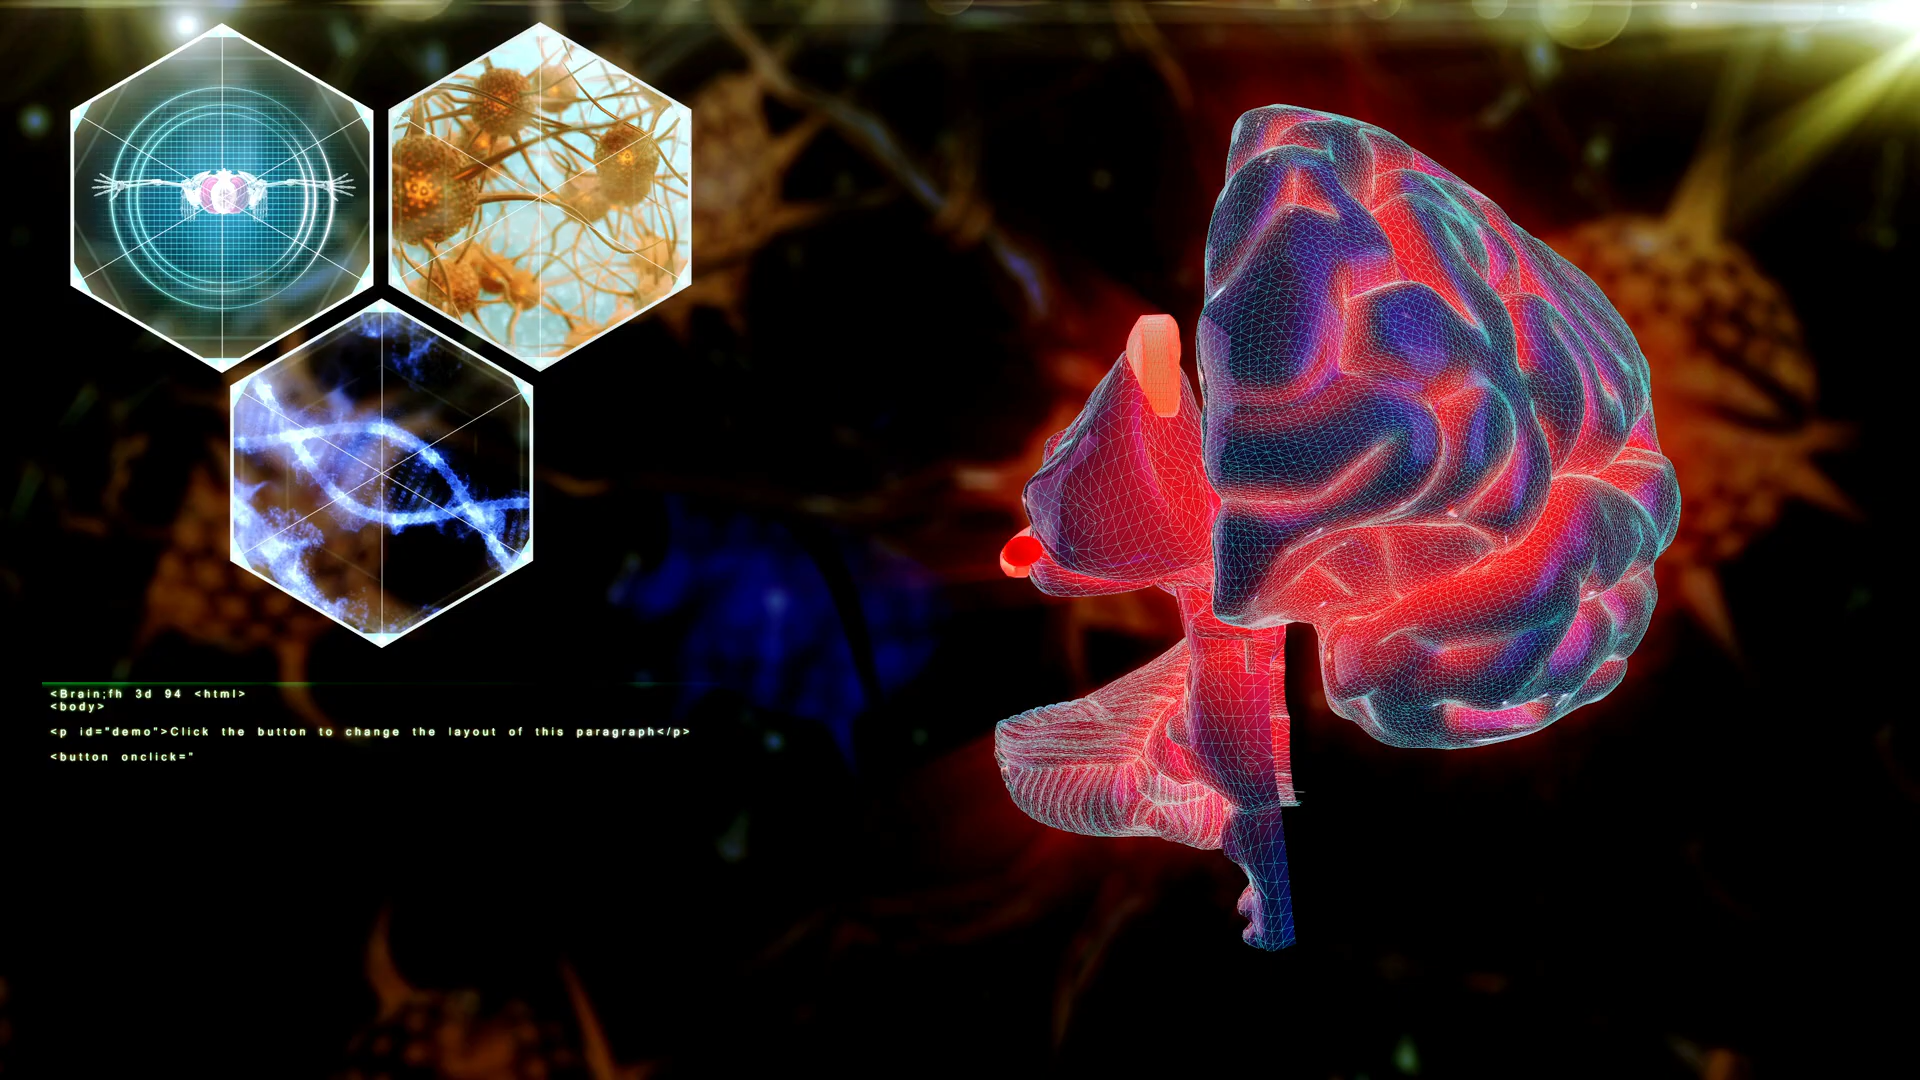 <Brain;fh 3d 94 <html>
<body>
<p id="demo">Click the button to change the layout of this paragraph</p>
<button onclick="